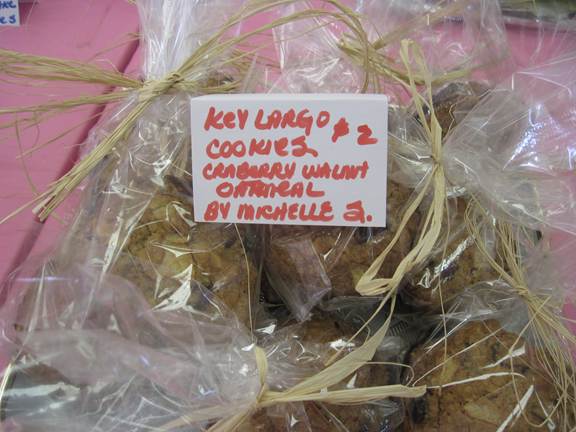 KEY LARGO $2
COOKIES
CRABERRY WALNUT
OATMEAL
BY MICHELLE J.